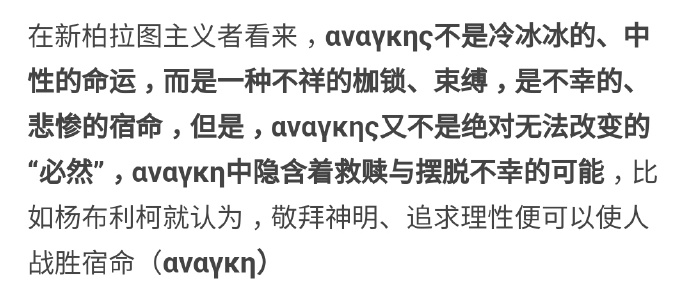 在新柏拉图主义者看来，αναγκης不是冷冰冰的、中
性的命运，而是一种不祥的枷锁、束缚，是不幸的、
悲惨的宿命，但是，αναγκης又不是绝对无法改变的
“必然”，αναγκη中隐含着救赎与摆脱不幸的可能，比
如杨布利柯就认为，敬拜神明、追求理性便可以使人
战胜宿命（αναγκη）